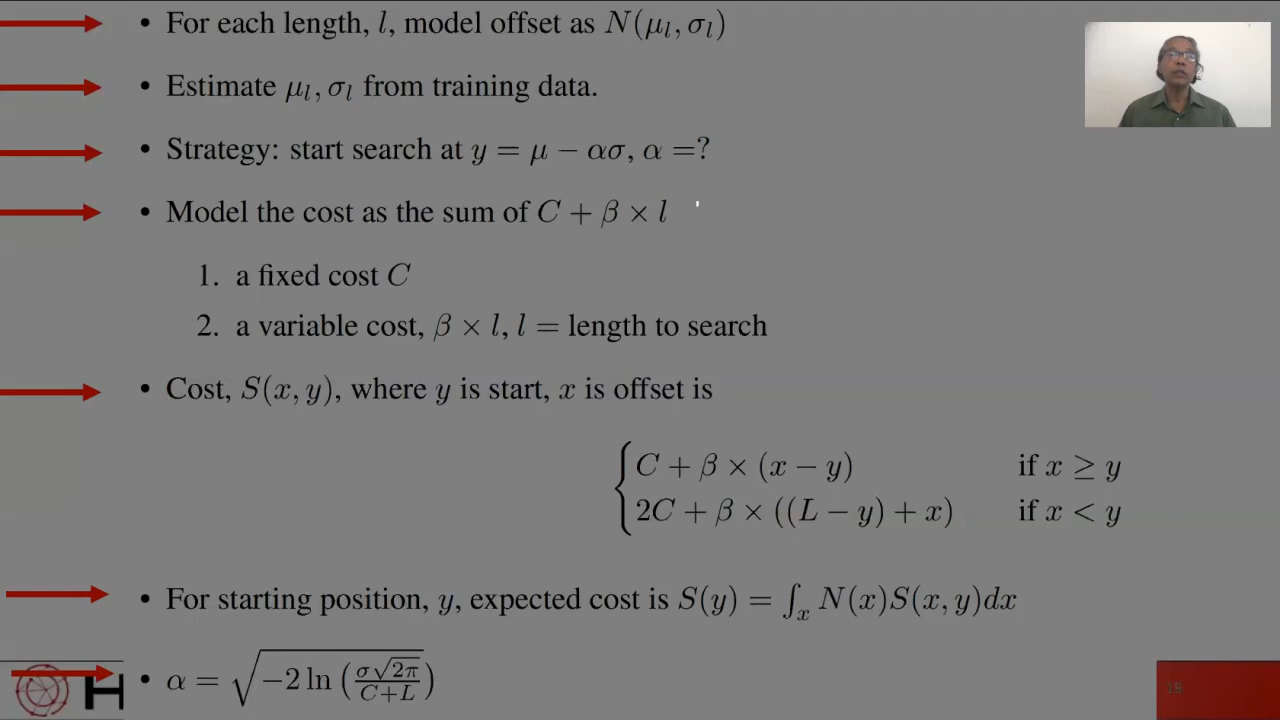 • For each length, l, model offset as N(μ_l, σ_l)
• Estimate μ_l, σ_l from training data.
• Strategy: start search at y = μ − ασ, α =?
• Model the cost as the sum of C + β × l
1. a fixed cost C
2. a variable cost, β × l, l = length to search
• Cost, S(x, y), where y is start, x is offset is
{ C + β × (x − y) if x ≥ y
2C + β × ((L − y) + x) if x < y
• For starting position, y, expected cost is S(y) = ∫_x N(x)S(x, y)dx
• α = √(−2 ln (σ√2π / C+L))
H
18